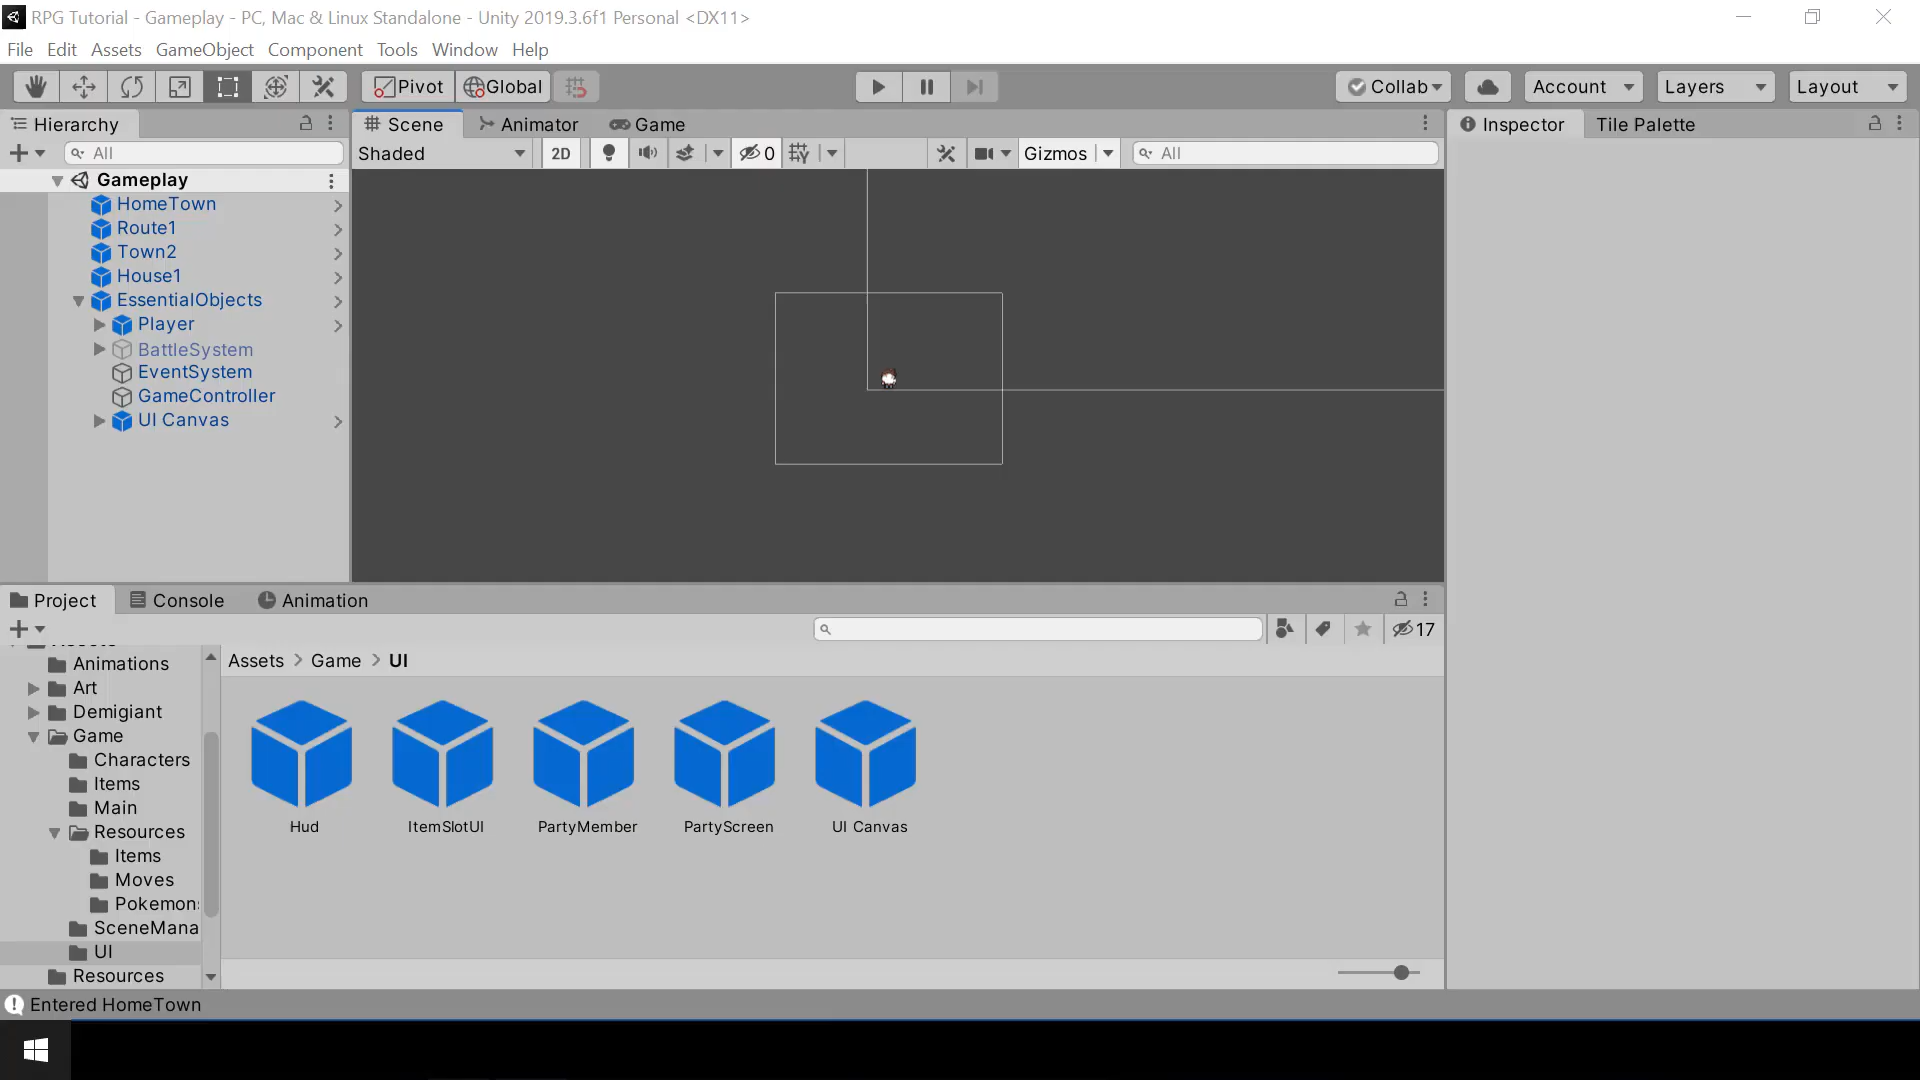 RPG Tutorial - Gameplay - PC, Mac & Linux Standalone - Unity 2019.3.6f1 Personal <DX11>
File Edit Assets GameObject Component Tools Window Help
Pivot Global Collab Account Layers Layout
Hierarchy Scene Animator Game Inspector Tile Palette
All Shaded 2D 0 Gizmos All
Gameplay
HomeTown
Route1
Town2
House1
EssentialObjects
Player
BattleSystem
EventSystem
GameController
UI Canvas
Project Console Animation
17
Assets > Game > UI
Animations
Art
Demigiant
Game
Characters
Items
Main
Resources
Items
Moves
Pokemon
SceneMana
UI
Resources
Hud ItemSlotUI PartyMember PartyScreen UI Canvas
Entered HomeTown